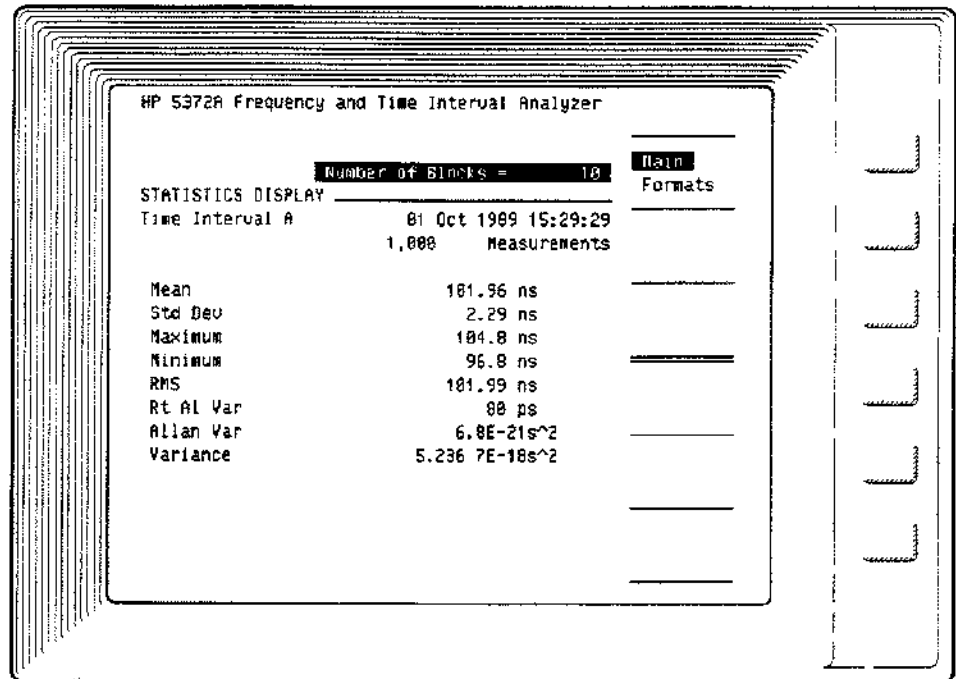 HP 5372A Frequency and Time Interval Analyzer
Number of Blocks = 10
Main
Formats
STATISTICS DISPLAY
Time Interval A 01 Oct 1989 15:29:29
1,000 Measurements
Mean 101.96 ns
Std Dev 2.29 ns
Maximum 104.8 ns
Minimum 96.8 ns
RMS 101.99 ns
Rt Al Var 80 ps
Allan Var 6.8E-21s^2
Variance 5.236 7E-18s^2